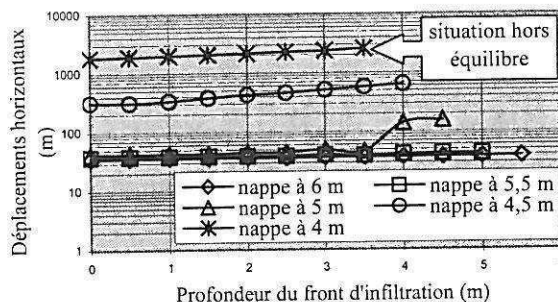 Déplacements horizontaux
(m)
10000
1000
100
10
1
situation hors
équilibre
nappe à 6 m
nappe à 5,5 m
nappe à 5 m
nappe à 4,5 m
nappe à 4 m
0 1 2 3 4 5
Profondeur du front d'infiltration (m)